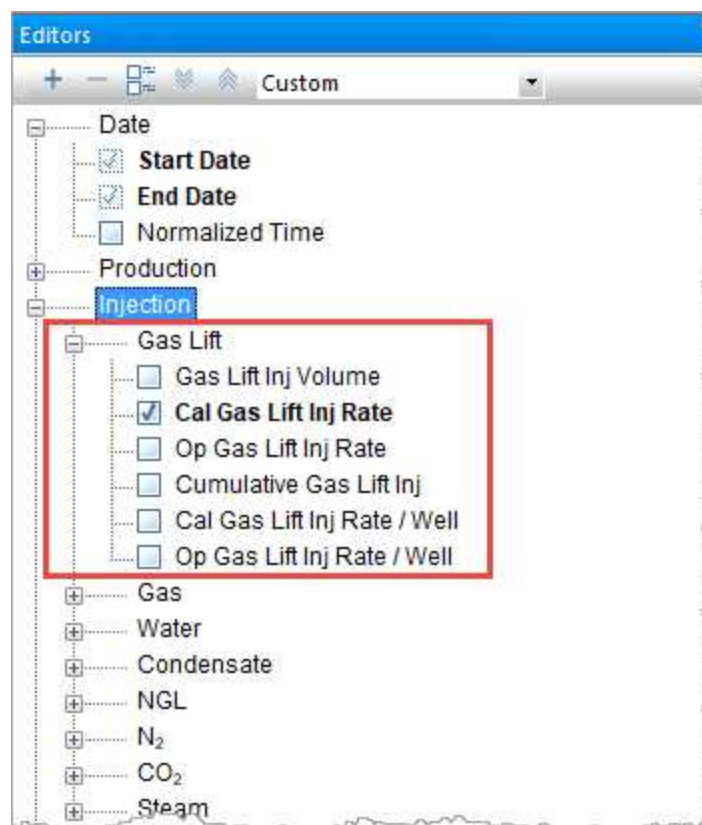 Editors
Custom
Date
Start Date
End Date
Normalized Time
Production
Injection
Gas Lift
Gas Lift Inj Volume
Cal Gas Lift Inj Rate
Op Gas Lift Inj Rate
Cumulative Gas Lift Inj
Cal Gas Lift Inj Rate / Well
Op Gas Lift Inj Rate / Well
Gas
Water
Condensate
NGL
N₂
CO₂
Steam